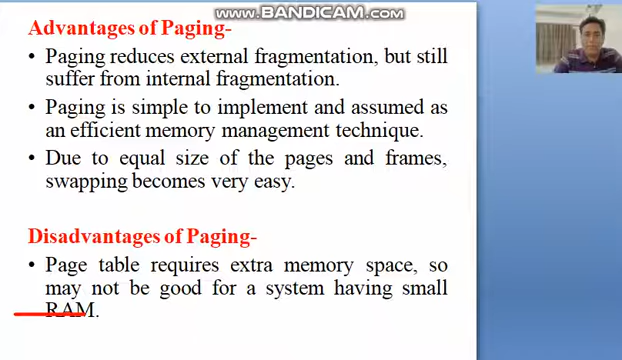 www.BANDICAM.com
Advantages of Paging-
• Paging reduces external fragmentation, but still
suffer from internal fragmentation.
• Paging is simple to implement and assumed as
an efficient memory management technique.
• Due to equal size of the pages and frames,
swapping becomes very easy.
Disadvantages of Paging-
• Page table requires extra memory space, so
may not be good for a system having small
RAM.